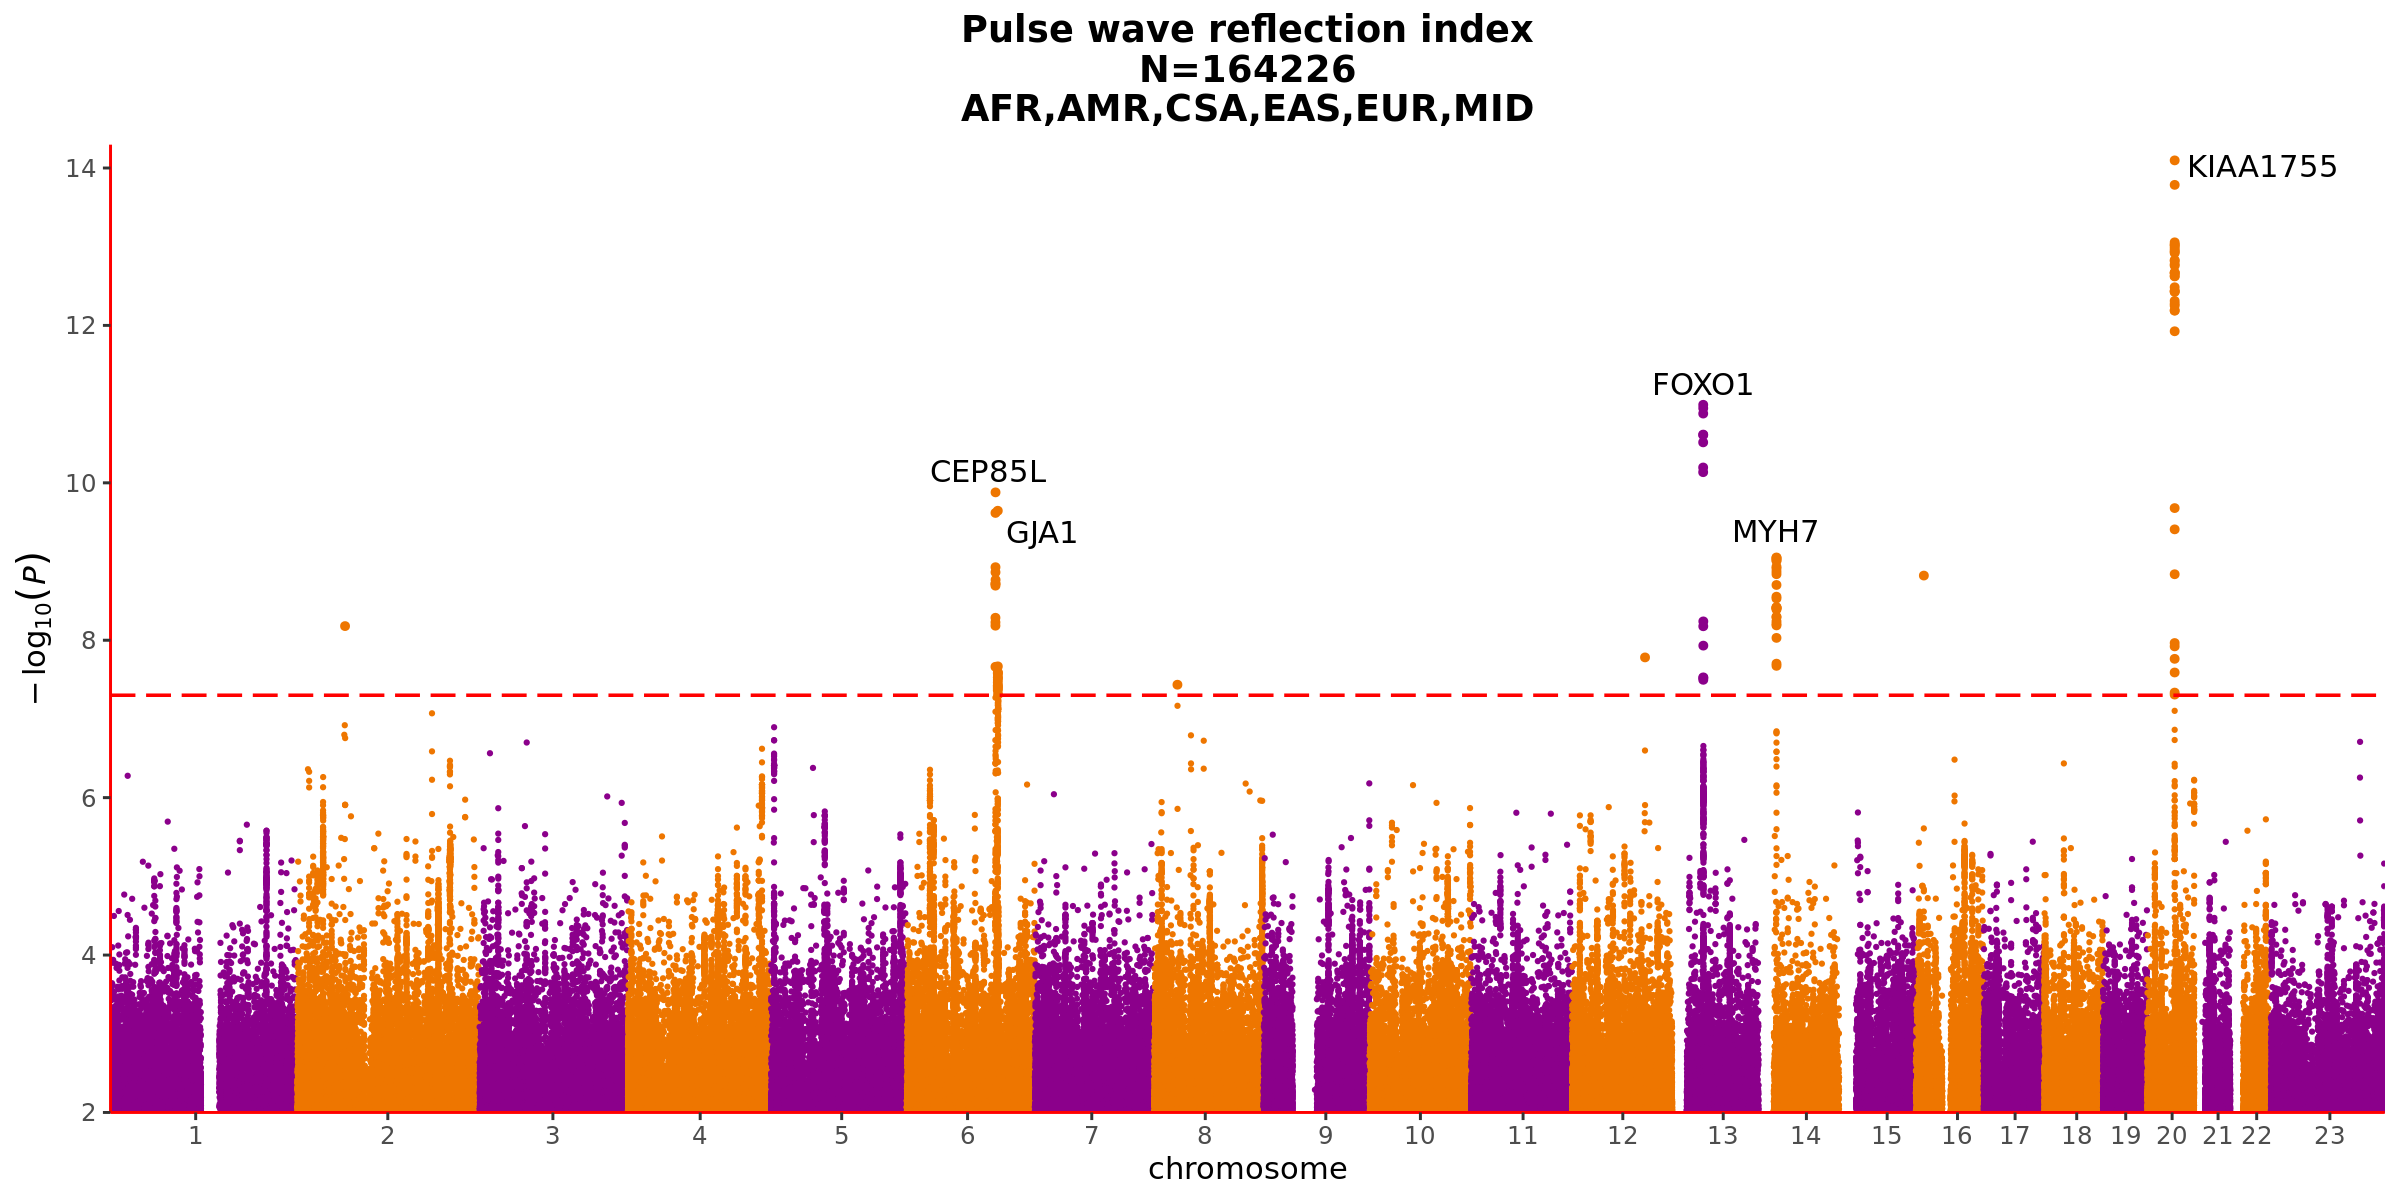 Pulse wave reflection index
N=164226
AFR,AMR,CSA,EAS,EUR,MID
14
KIAA1755
12
FOXO1
10
CEP85L
GJA1
MYH7
−log10(P)
8
6
4
2
1 2 3 4 5 6 7 8 9 10 11 12 13 14 15 16 17 18 19 20 21 22 23
chromosome